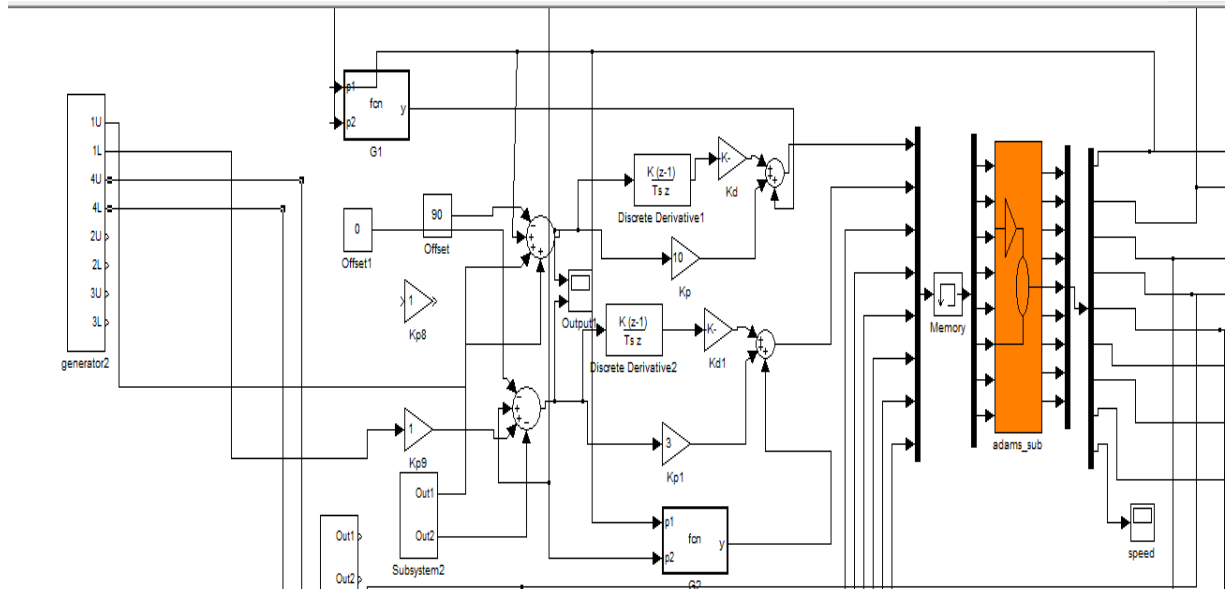 p1
fcn
y
p2
G1
1U
1L
4U
4L
2U
2L
3U
3L
generator2
0
Offset1
90
Offset
K (z-1)
Ts z
Discrete Derivative1
K-
Kd
10
Kp
1
Kp8
Output1
K (z-1)
Ts z
Discrete Derivative2
K-
Kd1
1
Kp9
3
Kp1
Out1
Out2
Subsystem2
Out1
Out2
p1
fcn
y
p2
G2
Memory
adams_sub
speed